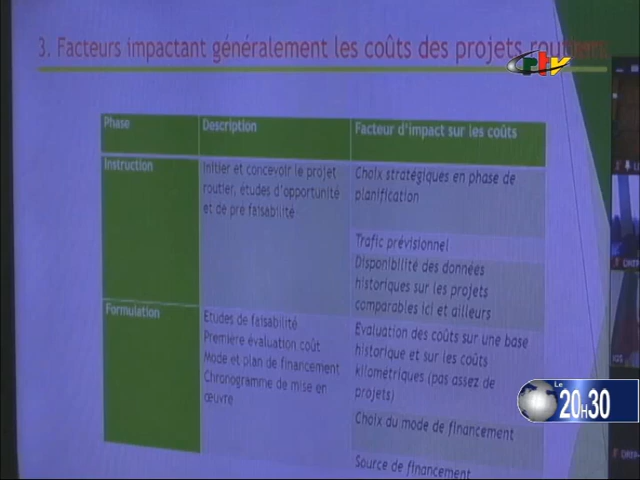 3. Facteurs impactant généralement les coûts des projets routiers
crtv
Phase
Description
Facteur d'impact sur les coûts
Instruction
Initier et concevoir le projet
routier, études d'opportunité
et de pré faisabilité
Choix stratégiques en phase de
planification
Trafic prévisionnel
Disponibilité des données
historiques sur les projets
comparables ici et ailleurs
Formulation
Etudes de faisabilité
Première évaluation coût
Mode et plan de financement
Chronogramme de mise en
œuvre
Evaluation des coûts sur une base
historique et sur les coûts
kilométriques (pas assez de
projets)
Choix du mode de financement
Source de financement
Le
20H30